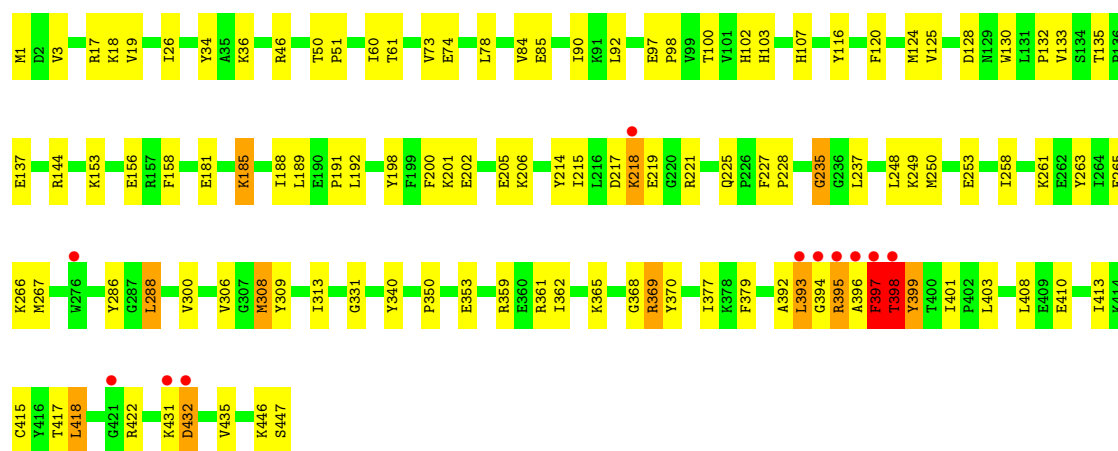 M1 D2 V3 R17 K18 V19 I26 Y34 A35 K36 R46 T50 P51 I60 T61 V73 E74 L78 V84 E85 I90 K91 L92 E97 P98 V99 T100 V101 H102 H103 H107 Y116 F120 M124 V125 D128 N129 W130 L131 P132 V133 S134 T135 R136
E137 R144 K153 E156 R157 F158 E181 K185 I188 L189 E190 P191 L192 Y198 F199 F200 K201 E202 E205 K206 Y214 I215 L216 D217 K218 E219 G220 R221 Q225 P226 F227 P228 G235 G236 L237 L248 K249 M250 E253 I258 K261 E262 Y263 I264 E265
K266 M267 W276 Y286 G287 L288 V300 V306 G307 M308 Y309 I313 G331 Y340 P350 E353 R359 E360 R361 I362 K365 G368 R369 Y370 I377 K378 F379 A392 L393 G394 R395 A396 F397 T398 Y399 T400 I401 P402 L403 L408 E409 E410 I413 K414
C415 Y416 T417 L418 G421 R422 K431 D432 V435 K446 S447